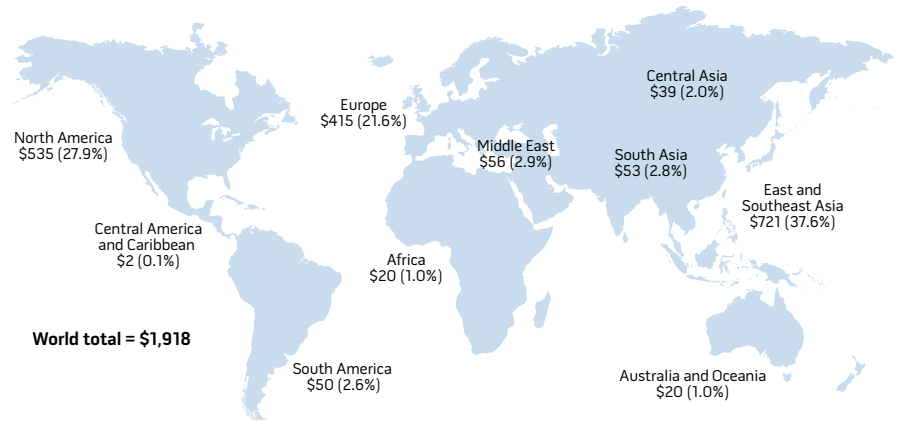 Central Asia
$39 (2.0%)
Europe
$415 (21.6%)
North America
$535 (27.9%)
Middle East
$56 (2.9%)
South Asia
$53 (2.8%)
East and
Southeast Asia
$721 (37.6%)
Central America
and Caribbean
$2 (0.1%)
Africa
$20 (1.0%)
World total = $1,918
South America
$50 (2.6%)
Australia and Oceania
$20 (1.0%)